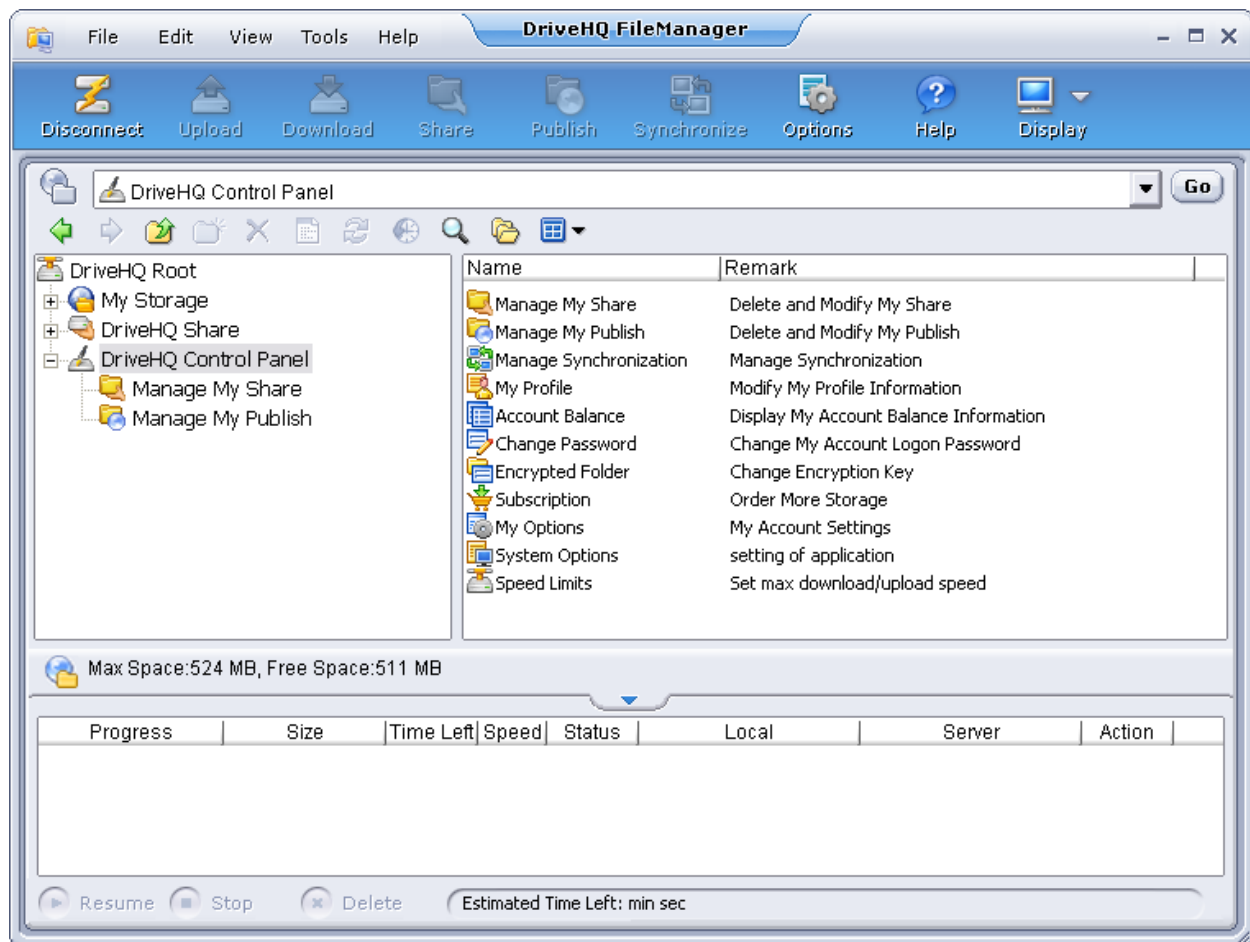 DriveHQ FileManager
File Edit View Tools Help
Disconnect Upload Download Share Publish Synchronize Options Help Display
DriveHQ Control Panel Go
DriveHQ Root
My Storage
DriveHQ Share
DriveHQ Control Panel
Manage My Share
Manage My Publish
Name Remark
Manage My Share Delete and Modify My Share
Manage My Publish Delete and Modify My Publish
Manage Synchronization Manage Synchronization
My Profile Modify My Profile Information
Account Balance Display My Account Balance Information
Change Password Change My Account Logon Password
Encrypted Folder Change Encryption Key
Subscription Order More Storage
My Options My Account Settings
System Options setting of application
Speed Limits Set max download/upload speed
Max Space:524 MB, Free Space:511 MB
Progress Size Time Left Speed Status Local Server Action
Resume Stop Delete Estimated Time Left: min sec